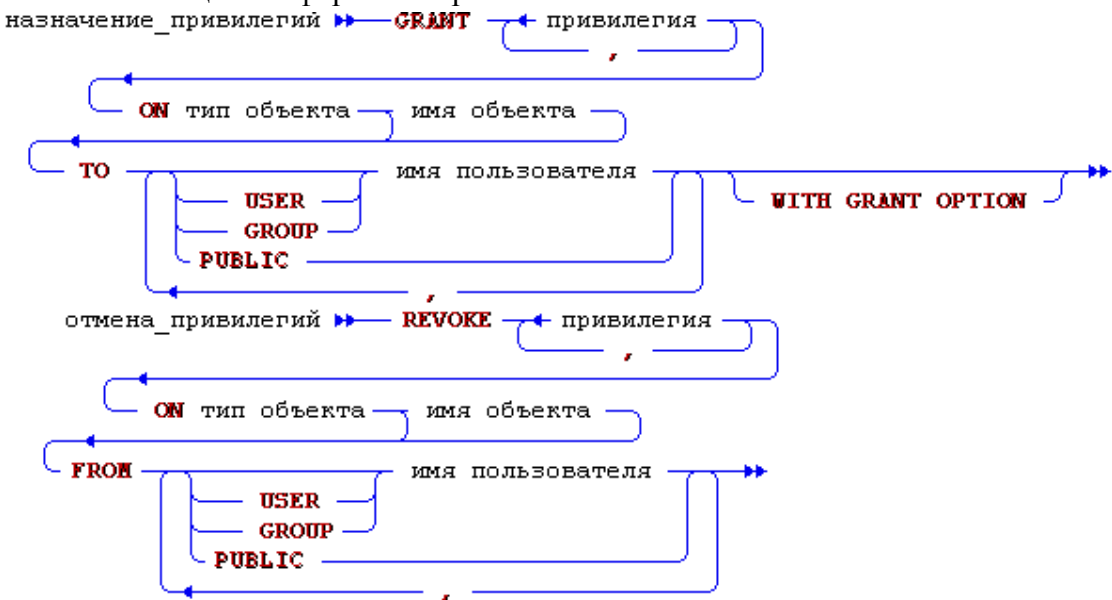 назначение_привилегий GRANT привилегия
,
ON тип объекта имя объекта
TO имя пользователя
USER
GROUP
WITH GRANT OPTION
PUBLIC
,
отмена_привилегий REVOKE привилегия
,
ON тип объекта имя объекта
FROM имя пользователя
USER
GROUP
PUBLIC
,